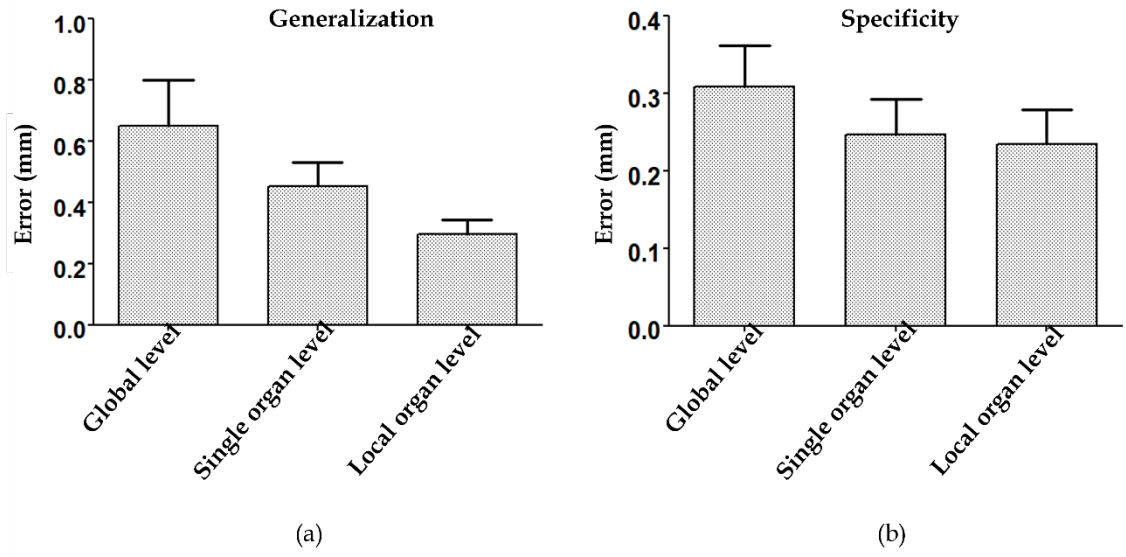 Generalization
Error (mm)
1.0
0.8
0.6
0.4
0.2
0.0
Global level
Single organ level
Local organ level
(a)
Specificity
Error (mm)
0.4
0.3
0.2
0.1
0.0
Global level
Single organ level
Local organ level
(b)